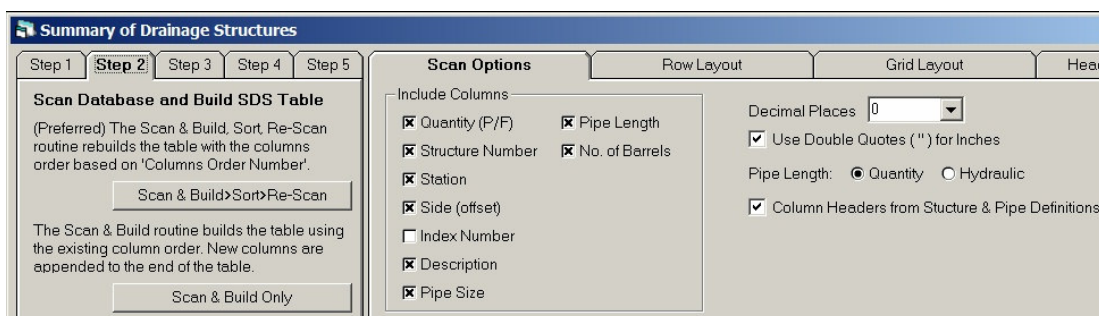 Summary of Drainage Structures
Step 1 Step 2 Step 3 Step 4 Step 5
Scan Database and Build SDS Table
(Preferred) The Scan & Build, Sort, Re-Scan
routine rebuilds the table with the columns
order based on 'Columns Order Number'.
Scan & Build>Sort>Re-Scan
The Scan & Build routine builds the table using
the existing column order. New columns are
appended to the end of the table.
Scan & Build Only
Scan Options Row Layout Grid Layout Head
Include Columns
Quantity (P/F) Pipe Length
Structure Number No. of Barrels
Station
Side (offset)
Index Number
Description
Pipe Size
Decimal Places 0
Use Double Quotes (") for Inches
Pipe Length: Quantity Hydraulic
Column Headers from Stucture & Pipe Definitions